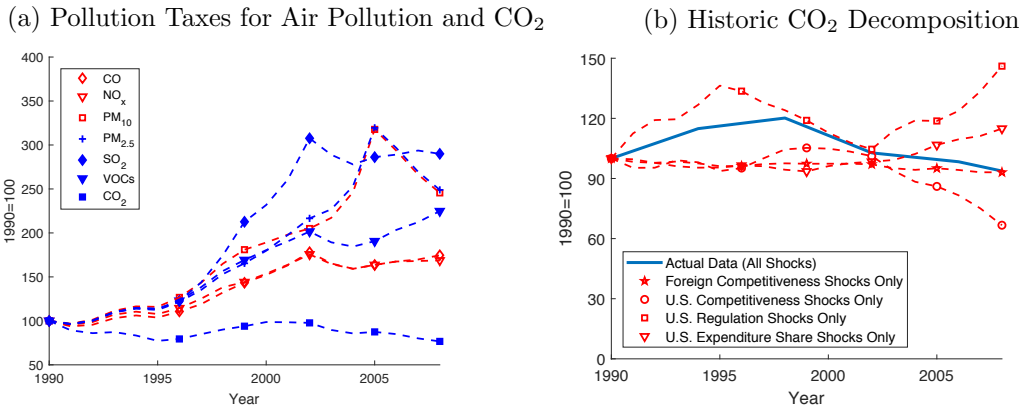 (a) Pollution Taxes for Air Pollution and CO₂
400
350
300
250
200
150
100
50
1990=100
CO
NOₓ
PM₁₀
PM₂.₅
SO₂
VOCs
CO₂
1990
1995
2000
2005
Year
(b) Historic CO₂ Decomposition
150
120
90
60
30
0
1990=100
Actual Data (All Shocks)
Foreign Competitiveness Shocks Only
U.S. Competitiveness Shocks Only
U.S. Regulation Shocks Only
U.S. Expenditure Share Shocks Only
1990
1995
2000
2005
Year